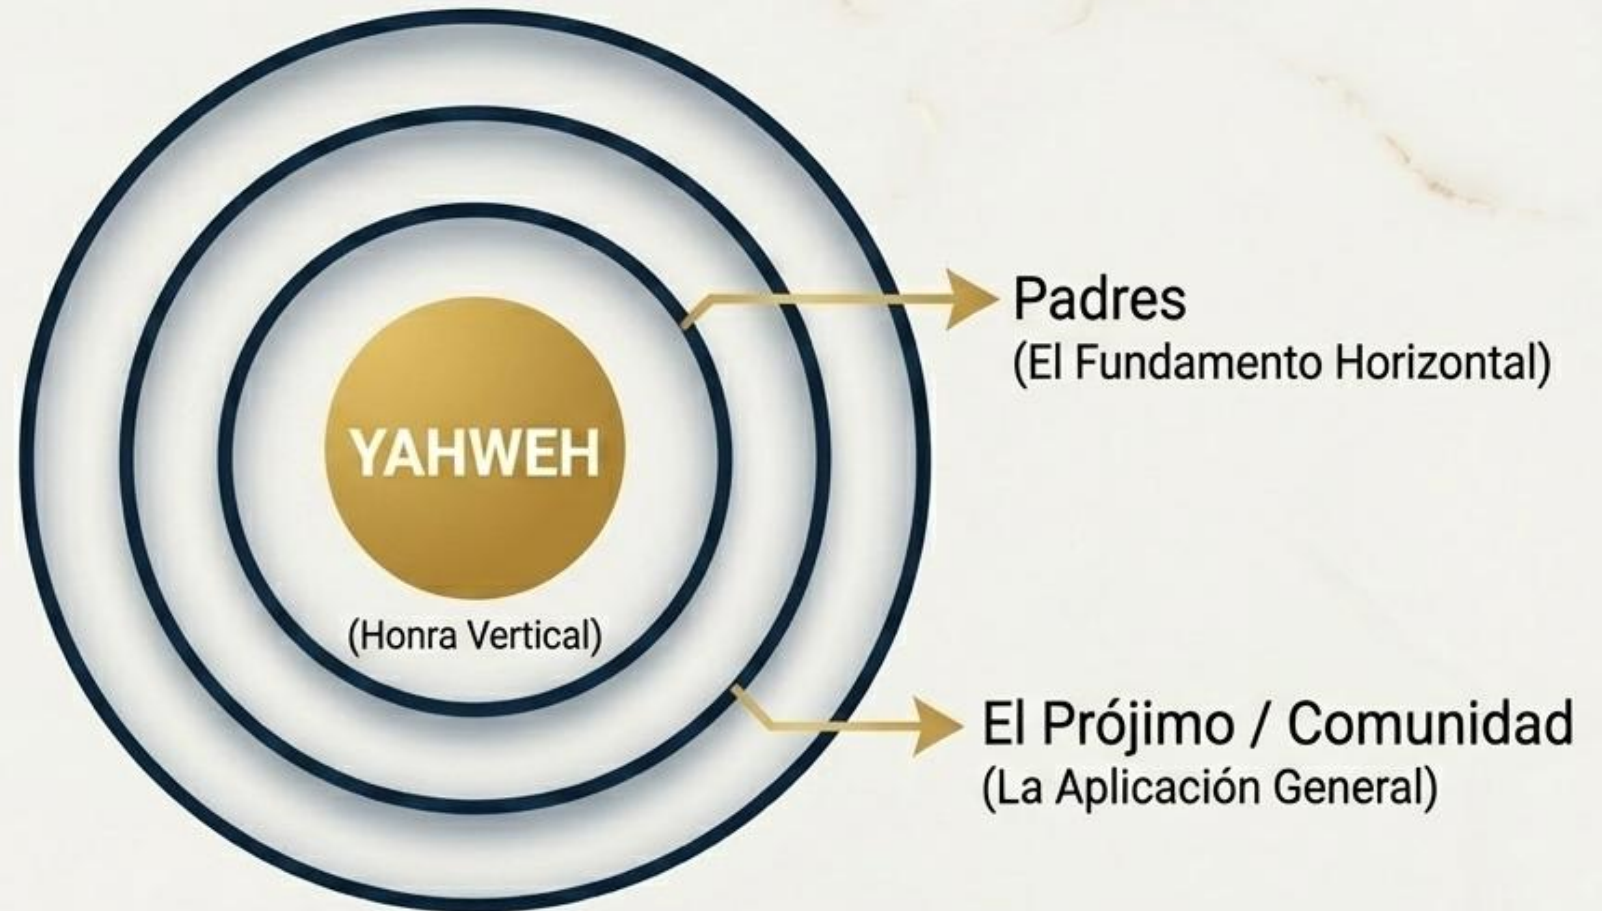 YAHWEH
(Honra Vertical)
Padres
(El Fundamento Horizontal)
El Prójimo / Comunidad
(La Aplicación General)